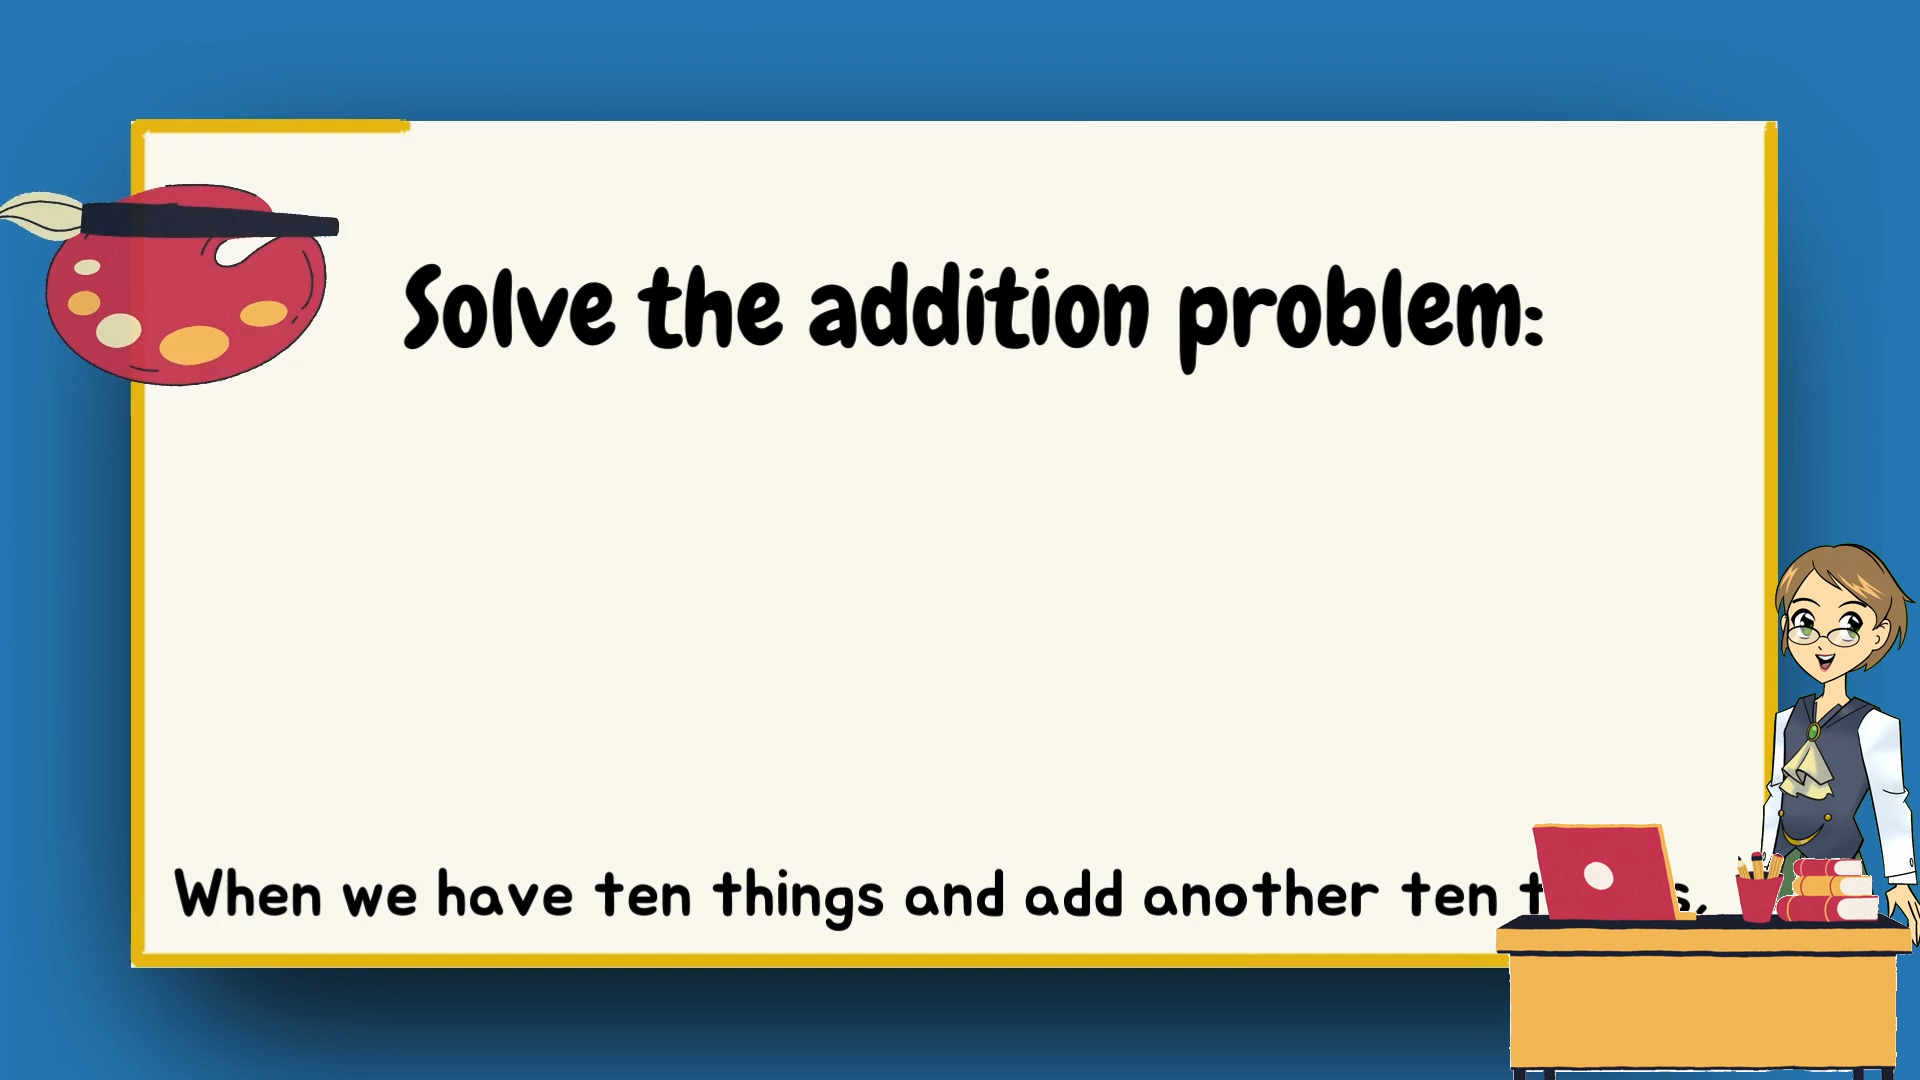 Solve the addition problem:
When we have ten things and add another ten